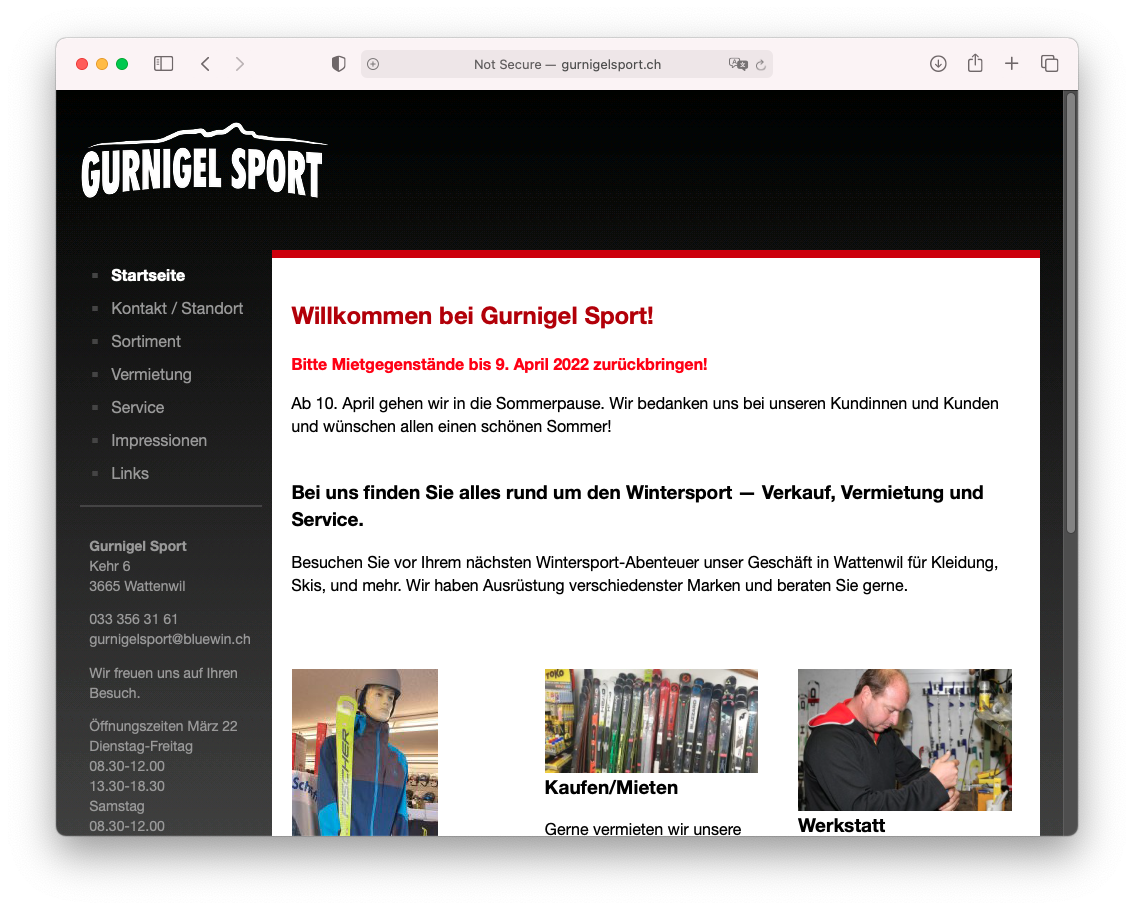 Not Secure — gurnigelsport.ch
GURNIGEL SPORT
Startseite
Kontakt / Standort
Sortiment
Vermietung
Service
Impressionen
Links
Gurnigel Sport
Kehr 6
3665 Wattenwil
033 356 31 61
gurnigelsport@bluewin.ch
Wir freuen uns auf Ihren
Besuch.
Öffnungszeiten März 22
Dienstag-Freitag
08.30-12.00
13.30-18.30
Samstag
08.30-12.00
Willkommen bei Gurnigel Sport!
Bitte Mietgegenstände bis 9. April 2022 zurückbringen!
Ab 10. April gehen wir in die Sommerpause. Wir bedanken uns bei unseren Kundinnen und Kunden
und wünschen allen einen schönen Sommer!
Bei uns finden Sie alles rund um den Wintersport — Verkauf, Vermietung und
Service.
Besuchen Sie vor Ihrem nächsten Wintersport-Abenteuer unser Geschäft in Wattenwil für Kleidung,
Skis, und mehr. Wir haben Ausrüstung verschiedenster Marken und beraten Sie gerne.
FISCHER
TOKO
Kaufen/Mieten
Gerne vermieten wir unsere
Werkstatt